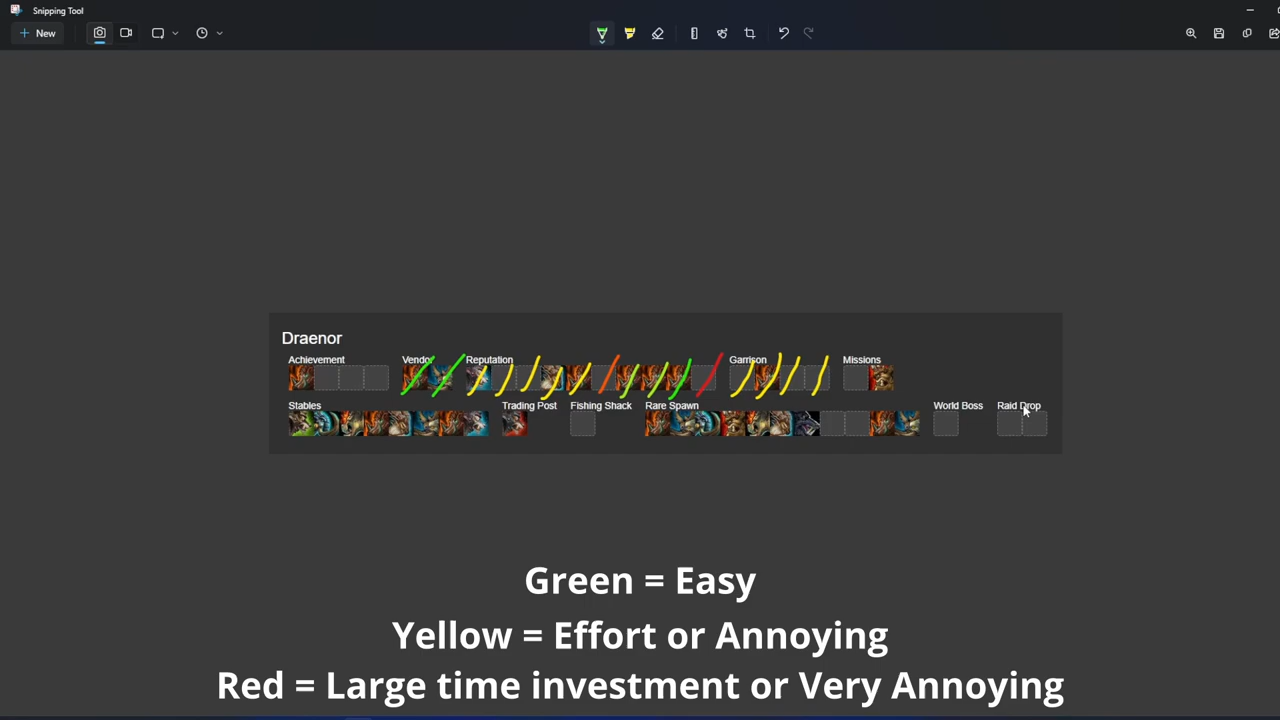 Snipping Tool
New
Draenor
Achievement Vendor Reputation Garrison Missions
Stables Trading Post Fishing Shack Rare Spawn World Boss Raid Drop
Green = Easy
Yellow = Effort or Annoying
Red = Large time investment or Very Annoying